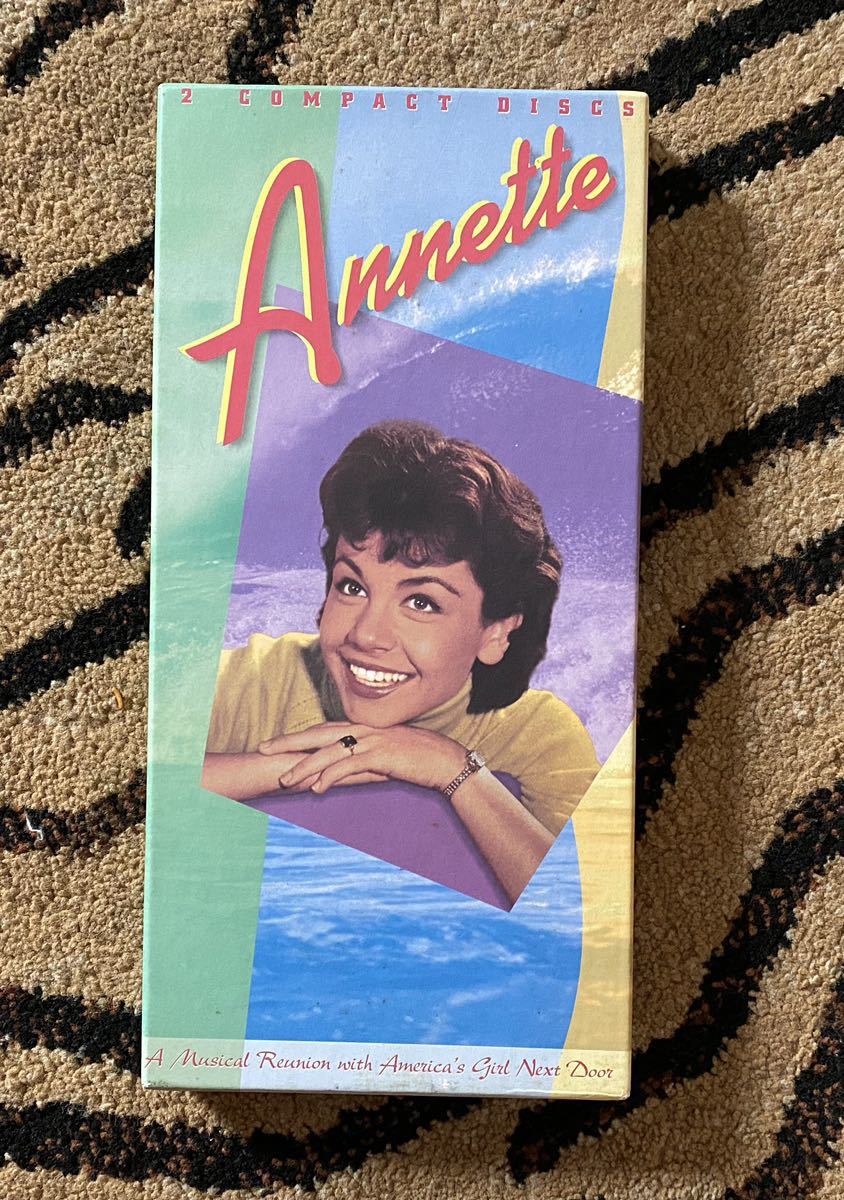 2 COMPACT DISCS
Annette
A Musical Reunion with America's Girl Next Door